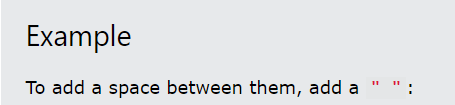 Example
To add a space between them, add a " ":